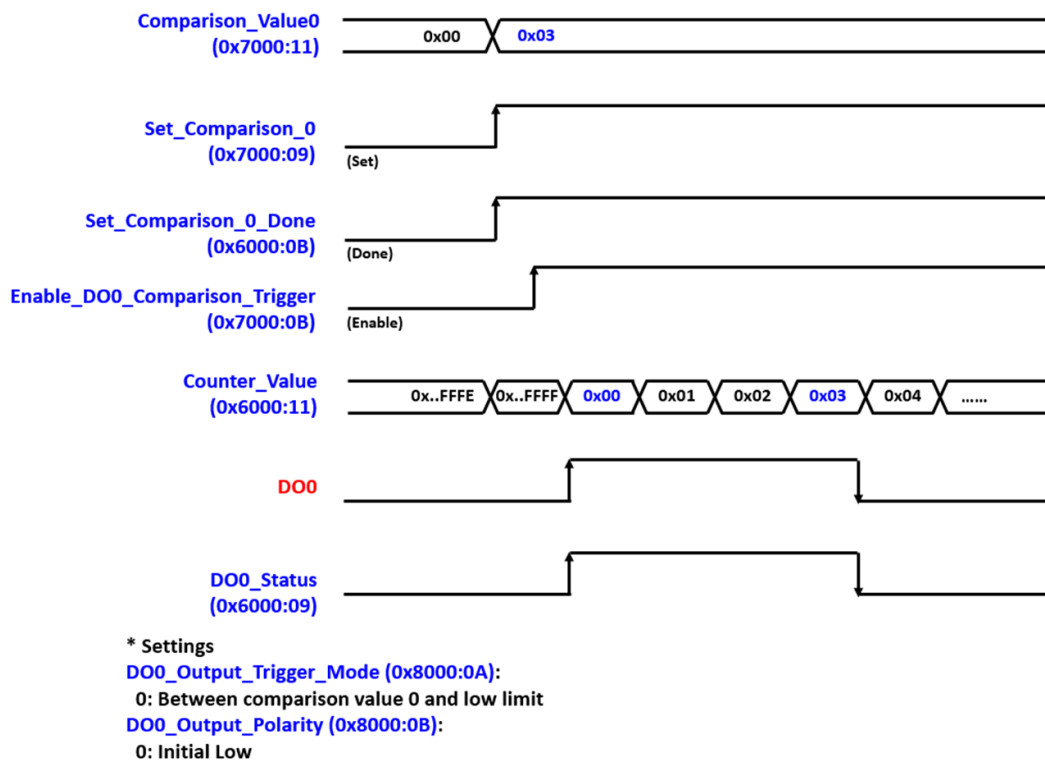 Comparison_Value0
(0x7000:11)
0x00
0x03
Set_Comparison_0
(0x7000:09)
(Set)
Set_Comparison_0_Done
(0x6000:0B)
(Done)
Enable_DO0_Comparison_Trigger
(0x7000:0B)
(Enable)
Counter_Value
(0x6000:11)
0x..FFFE
0x..FFFF
0x00
0x01
0x02
0x03
0x04
......
DO0
DO0_Status
(0x6000:09)
* Settings
DO0_Output_Trigger_Mode (0x8000:0A):
0: Between comparison value 0 and low limit
DO0_Output_Polarity (0x8000:0B):
0: Initial Low